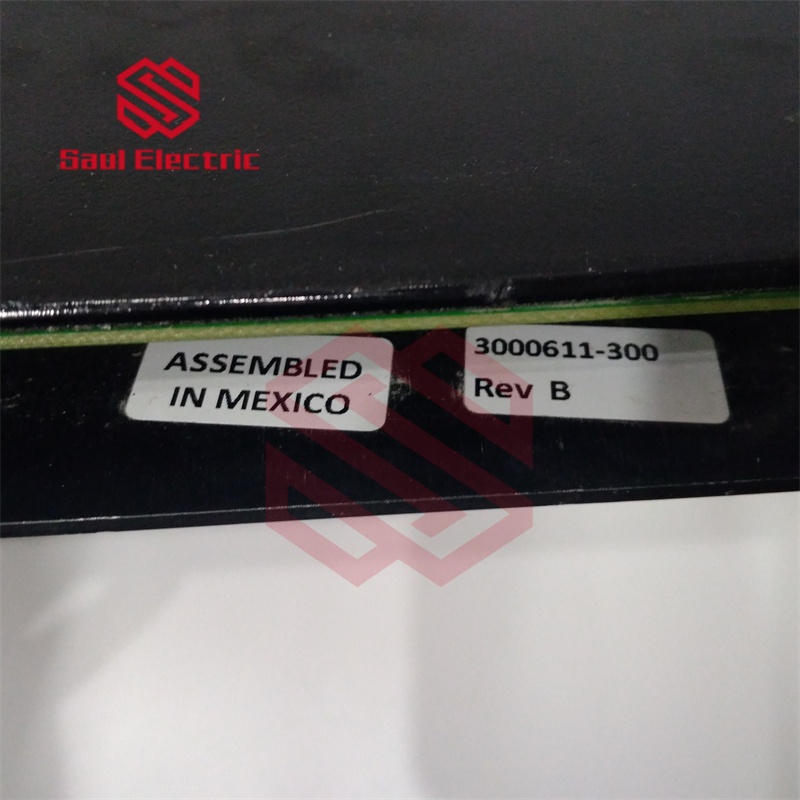 Saul Electric
ASSEMBLED
IN MEXICO
3000611-300
Rev B